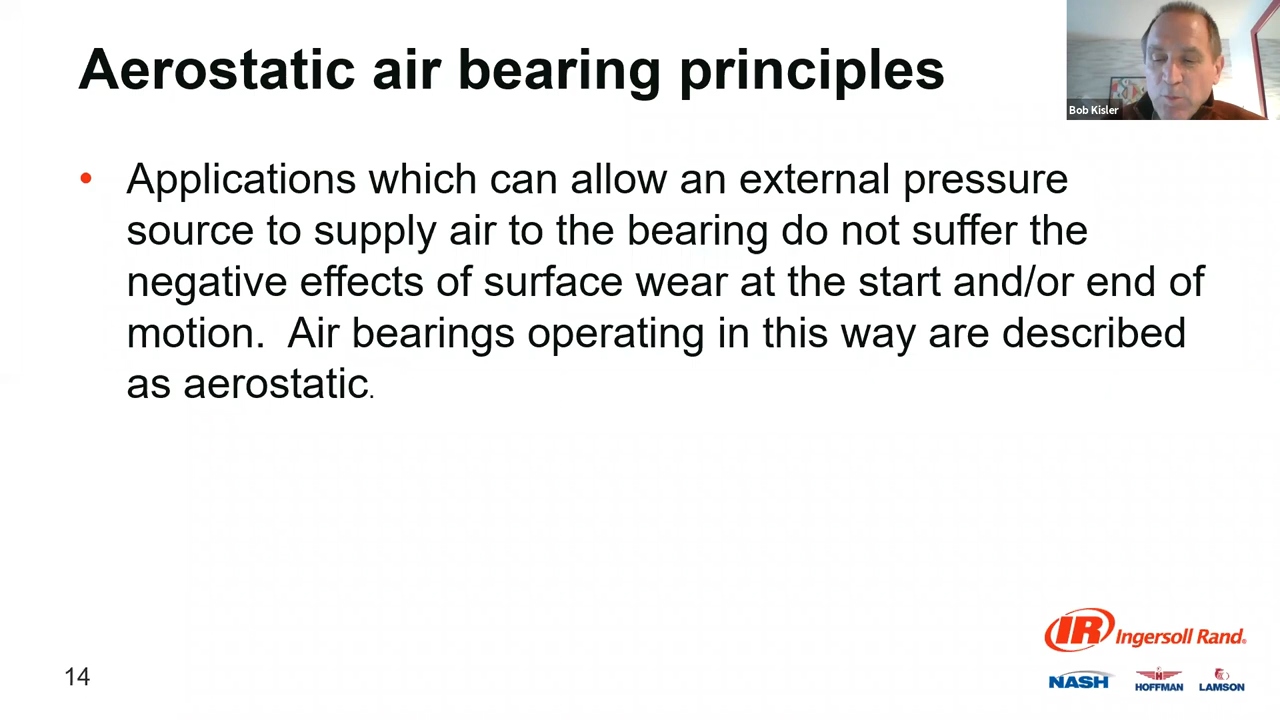 Aerostatic air bearing principles
Bob Kisler
• Applications which can allow an external pressure
source to supply air to the bearing do not suffer the
negative effects of surface wear at the start and/or end of
motion.  Air bearings operating in this way are described
as aerostatic.
IR Ingersoll Rand®
NASH HOFFMAN LAMSON
14